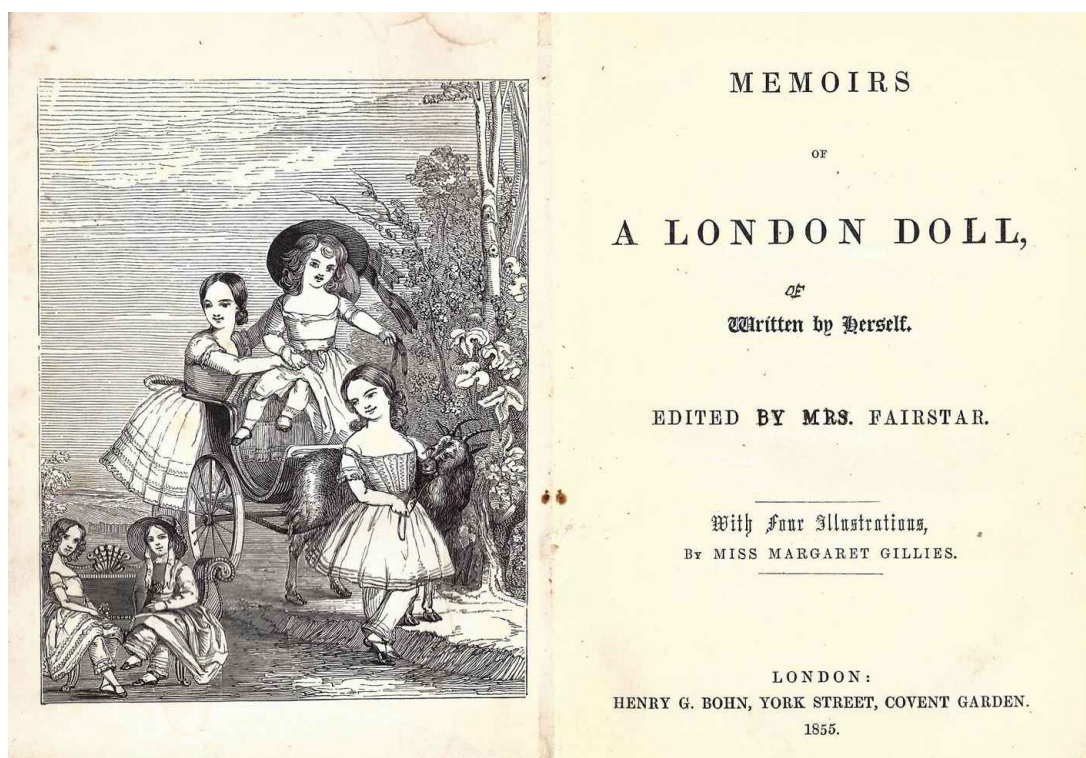 MEMOIRS
OF
A LONDON DOLL,
OF
Written by Herself.
EDITED BY MRS. FAIRSTAR.
With Four Illustrations,
BY MISS MARGARET GILLIES.
LONDON:
HENRY G. BOHN, YORK STREET, COVENT GARDEN.
1855.